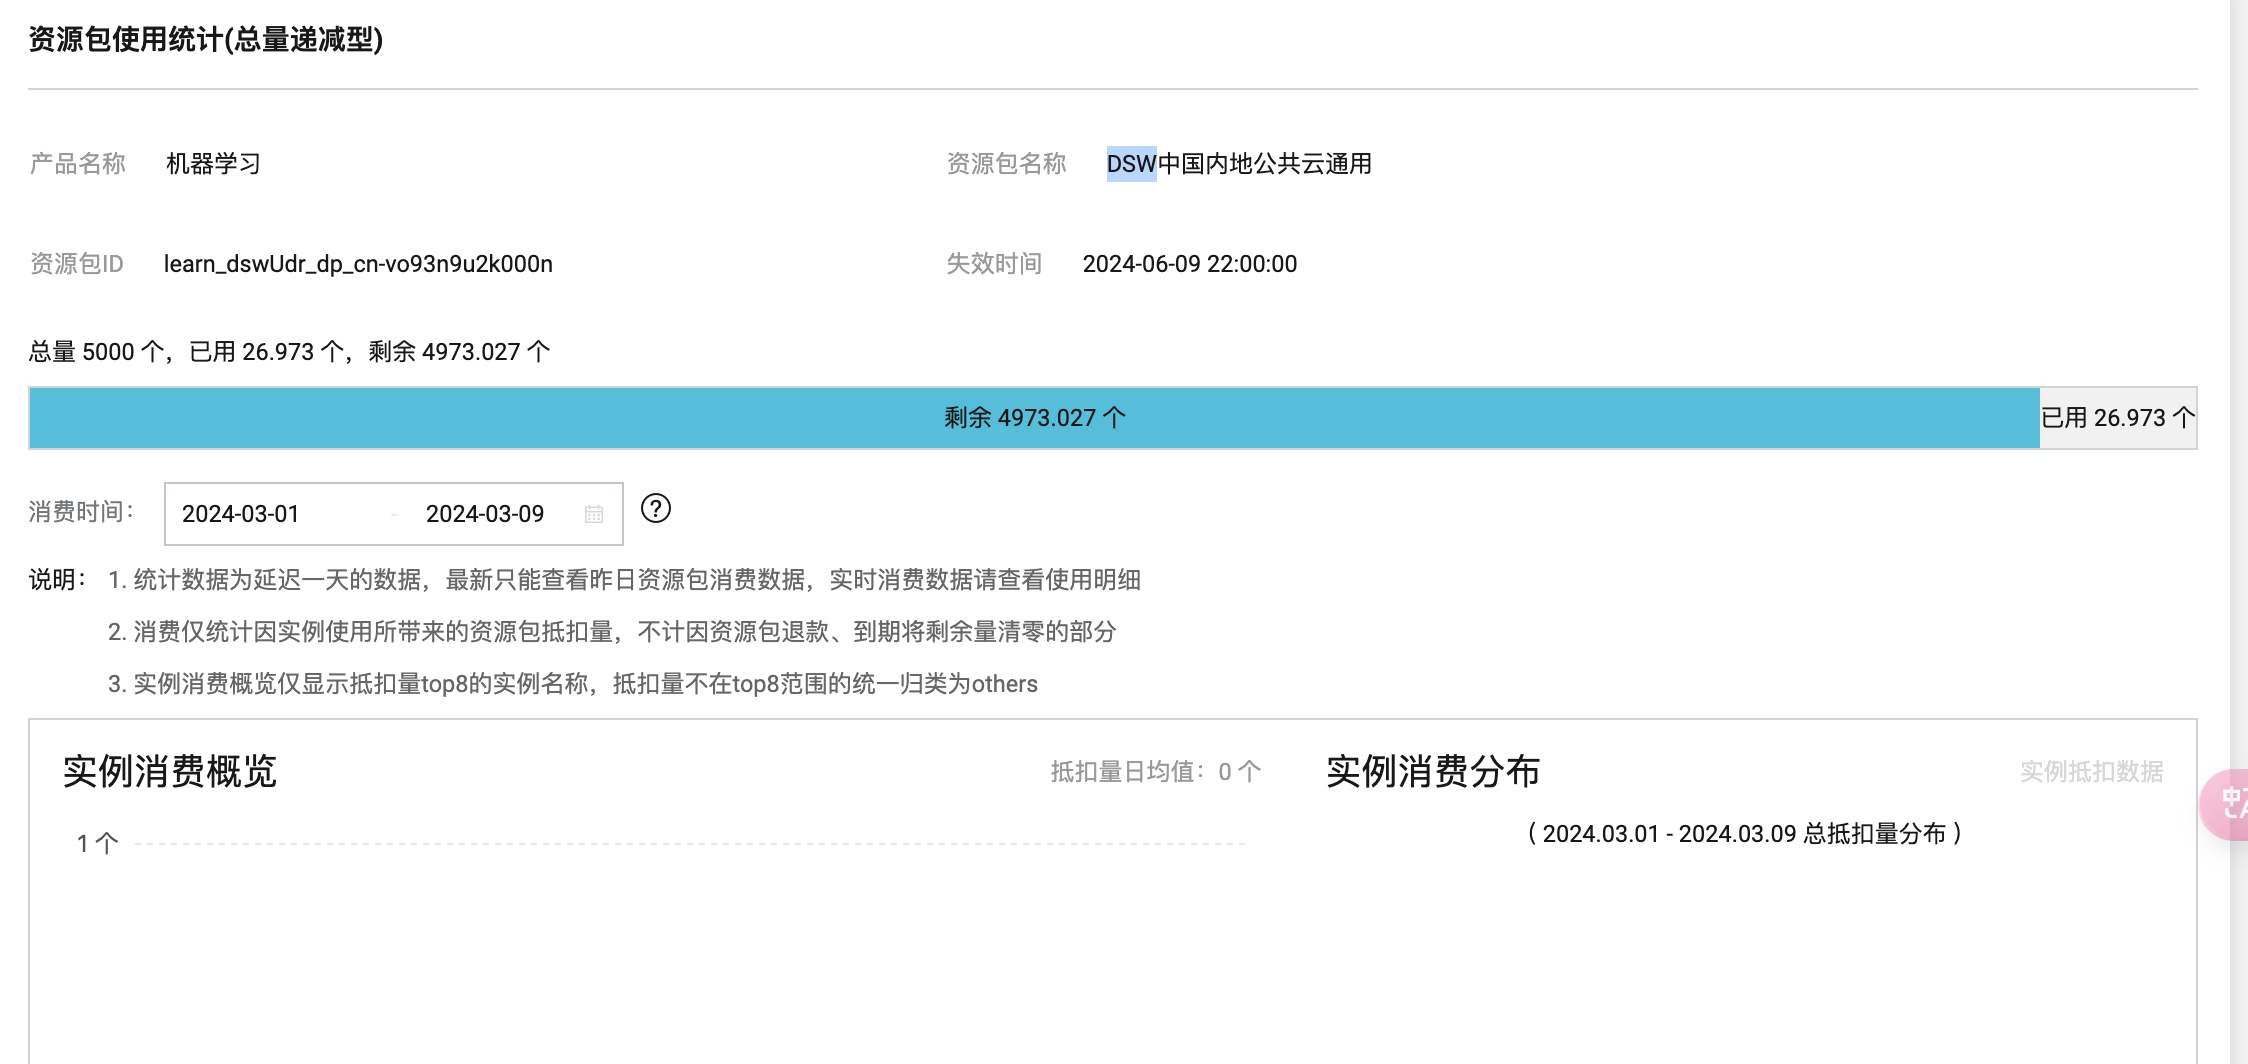 资源包使用统计(总量递减型)
产品名称 机器学习 资源包名称 DSW中国内地公共云通用
资源包ID learn_dswUdr_dp_cn-vo93n9u2k000n 失效时间 2024-06-09 22:00:00
总量 5000 个，已用 26.973 个，剩余 4973.027 个
剩余 4973.027 个 已用 26.973 个
消费时间： 2024-03-01 - 2024-03-09 ?
说明： 1. 统计数据为延迟一天的数据，最新只能查看昨日资源包消费数据，实时消费数据请查看使用明细
2. 消费仅统计因实例使用所带来的资源包抵扣量，不计因资源包退款、到期将剩余量清零的部分
3. 实例消费概览仅显示抵扣量top8的实例名称，抵扣量不在top8范围的统一归类为others
实例消费概览 抵扣量日均值：0 个 实例消费分布 实例抵扣数据
1 个 ( 2024.03.01 - 2024.03.09 总抵扣量分布 )